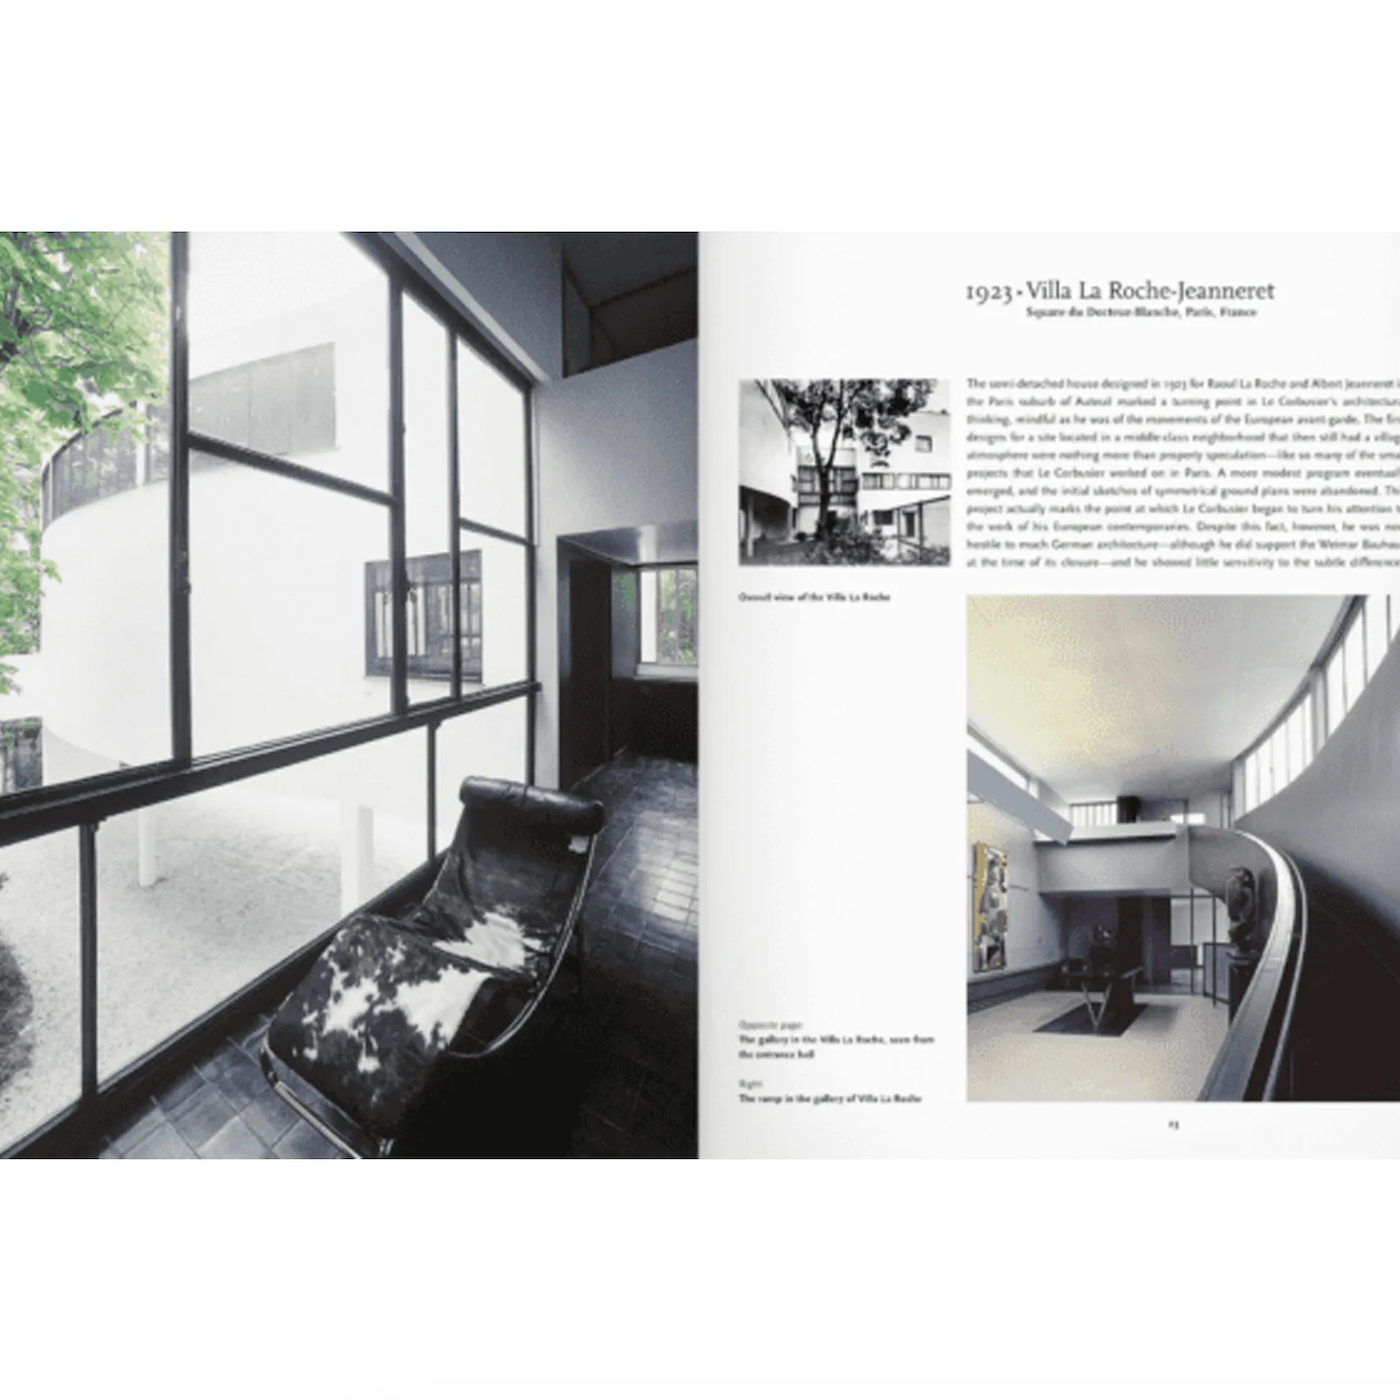 1923 • Villa La Roche-Jeanneret
Square du Docteur-Blanche, Paris, France
The semi-detached house designed in 1923 for Raoul La Roche and Albert Jeanneret i
the Paris suburb of Auteuil marked a turning point in Le Corbusier's architectura
thinking, mindful as he was of the movements of the European avant-garde. The fir
designs for a site located in a middle-class neighborhood that then still had a villag
atmosphere were nothing more than property speculation—like so many of the sma
projects that Le Corbusier worked on in Paris. A more modest program eventuall
emerged, and the initial sketches of symmetrical ground plans were abandoned. Thi
project actually marks the point at which Le Corbusier began to turn his attention t
the work of his European contemporaries. Despite this fact, however, he was no
hostile to much German architecture—although he did support the Weimar Bauhau
at the time of its closure—and he showed little sensitivity to the subtle difference
Overall view of the Villa La Roche
Opposite page:
The gallery in the Villa La Roche, seen from
the entrance hall
Right
The ramp in the gallery of Villa La Roche
23